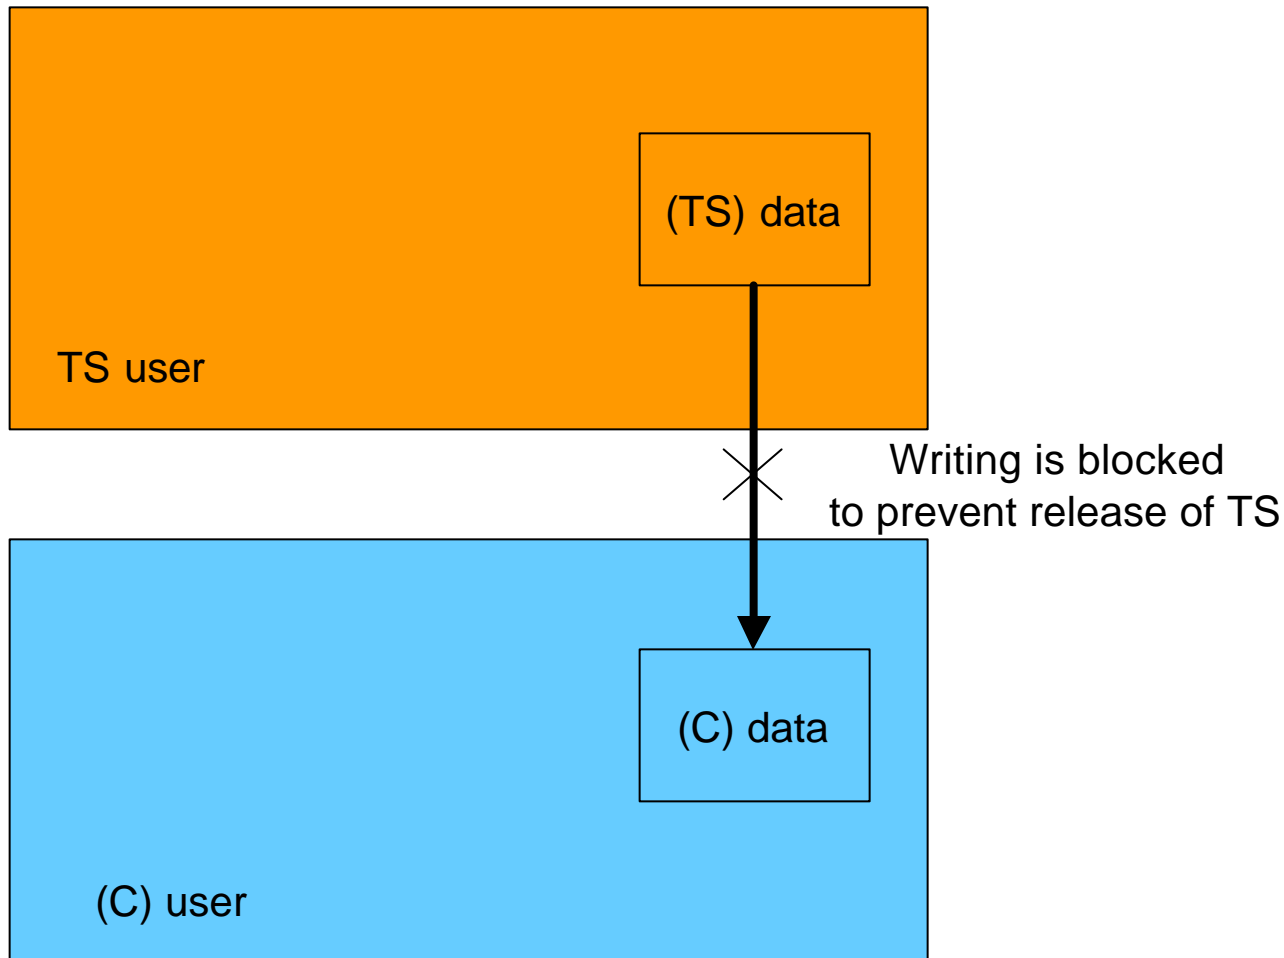 (TS) data
TS user
Writing is blocked
to prevent release of TS
(C) data
(C) user